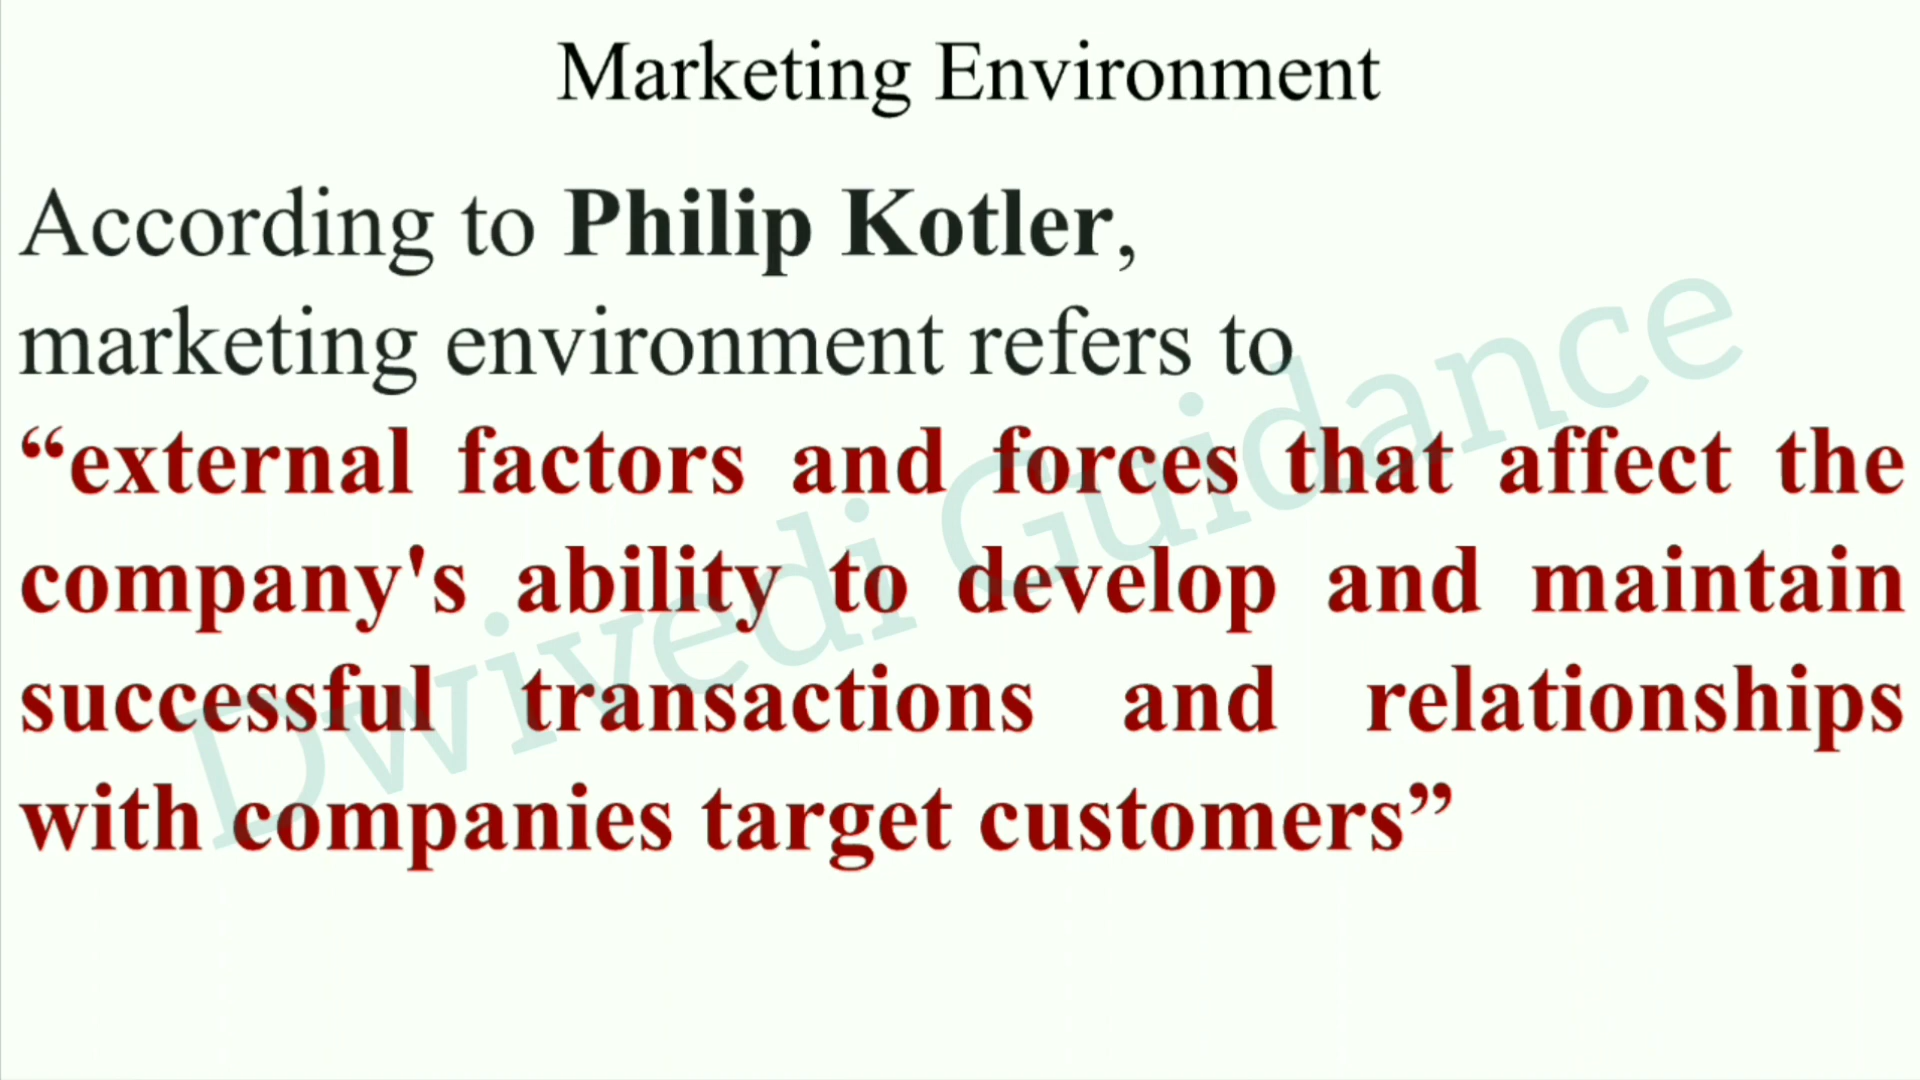 Marketing Environment
According to Philip Kotler,
marketing environment refers to
“external factors and forces that affect the
company's ability to develop and maintain
successful transactions and relationships
with companies target customers”
Dwivedi Guidance